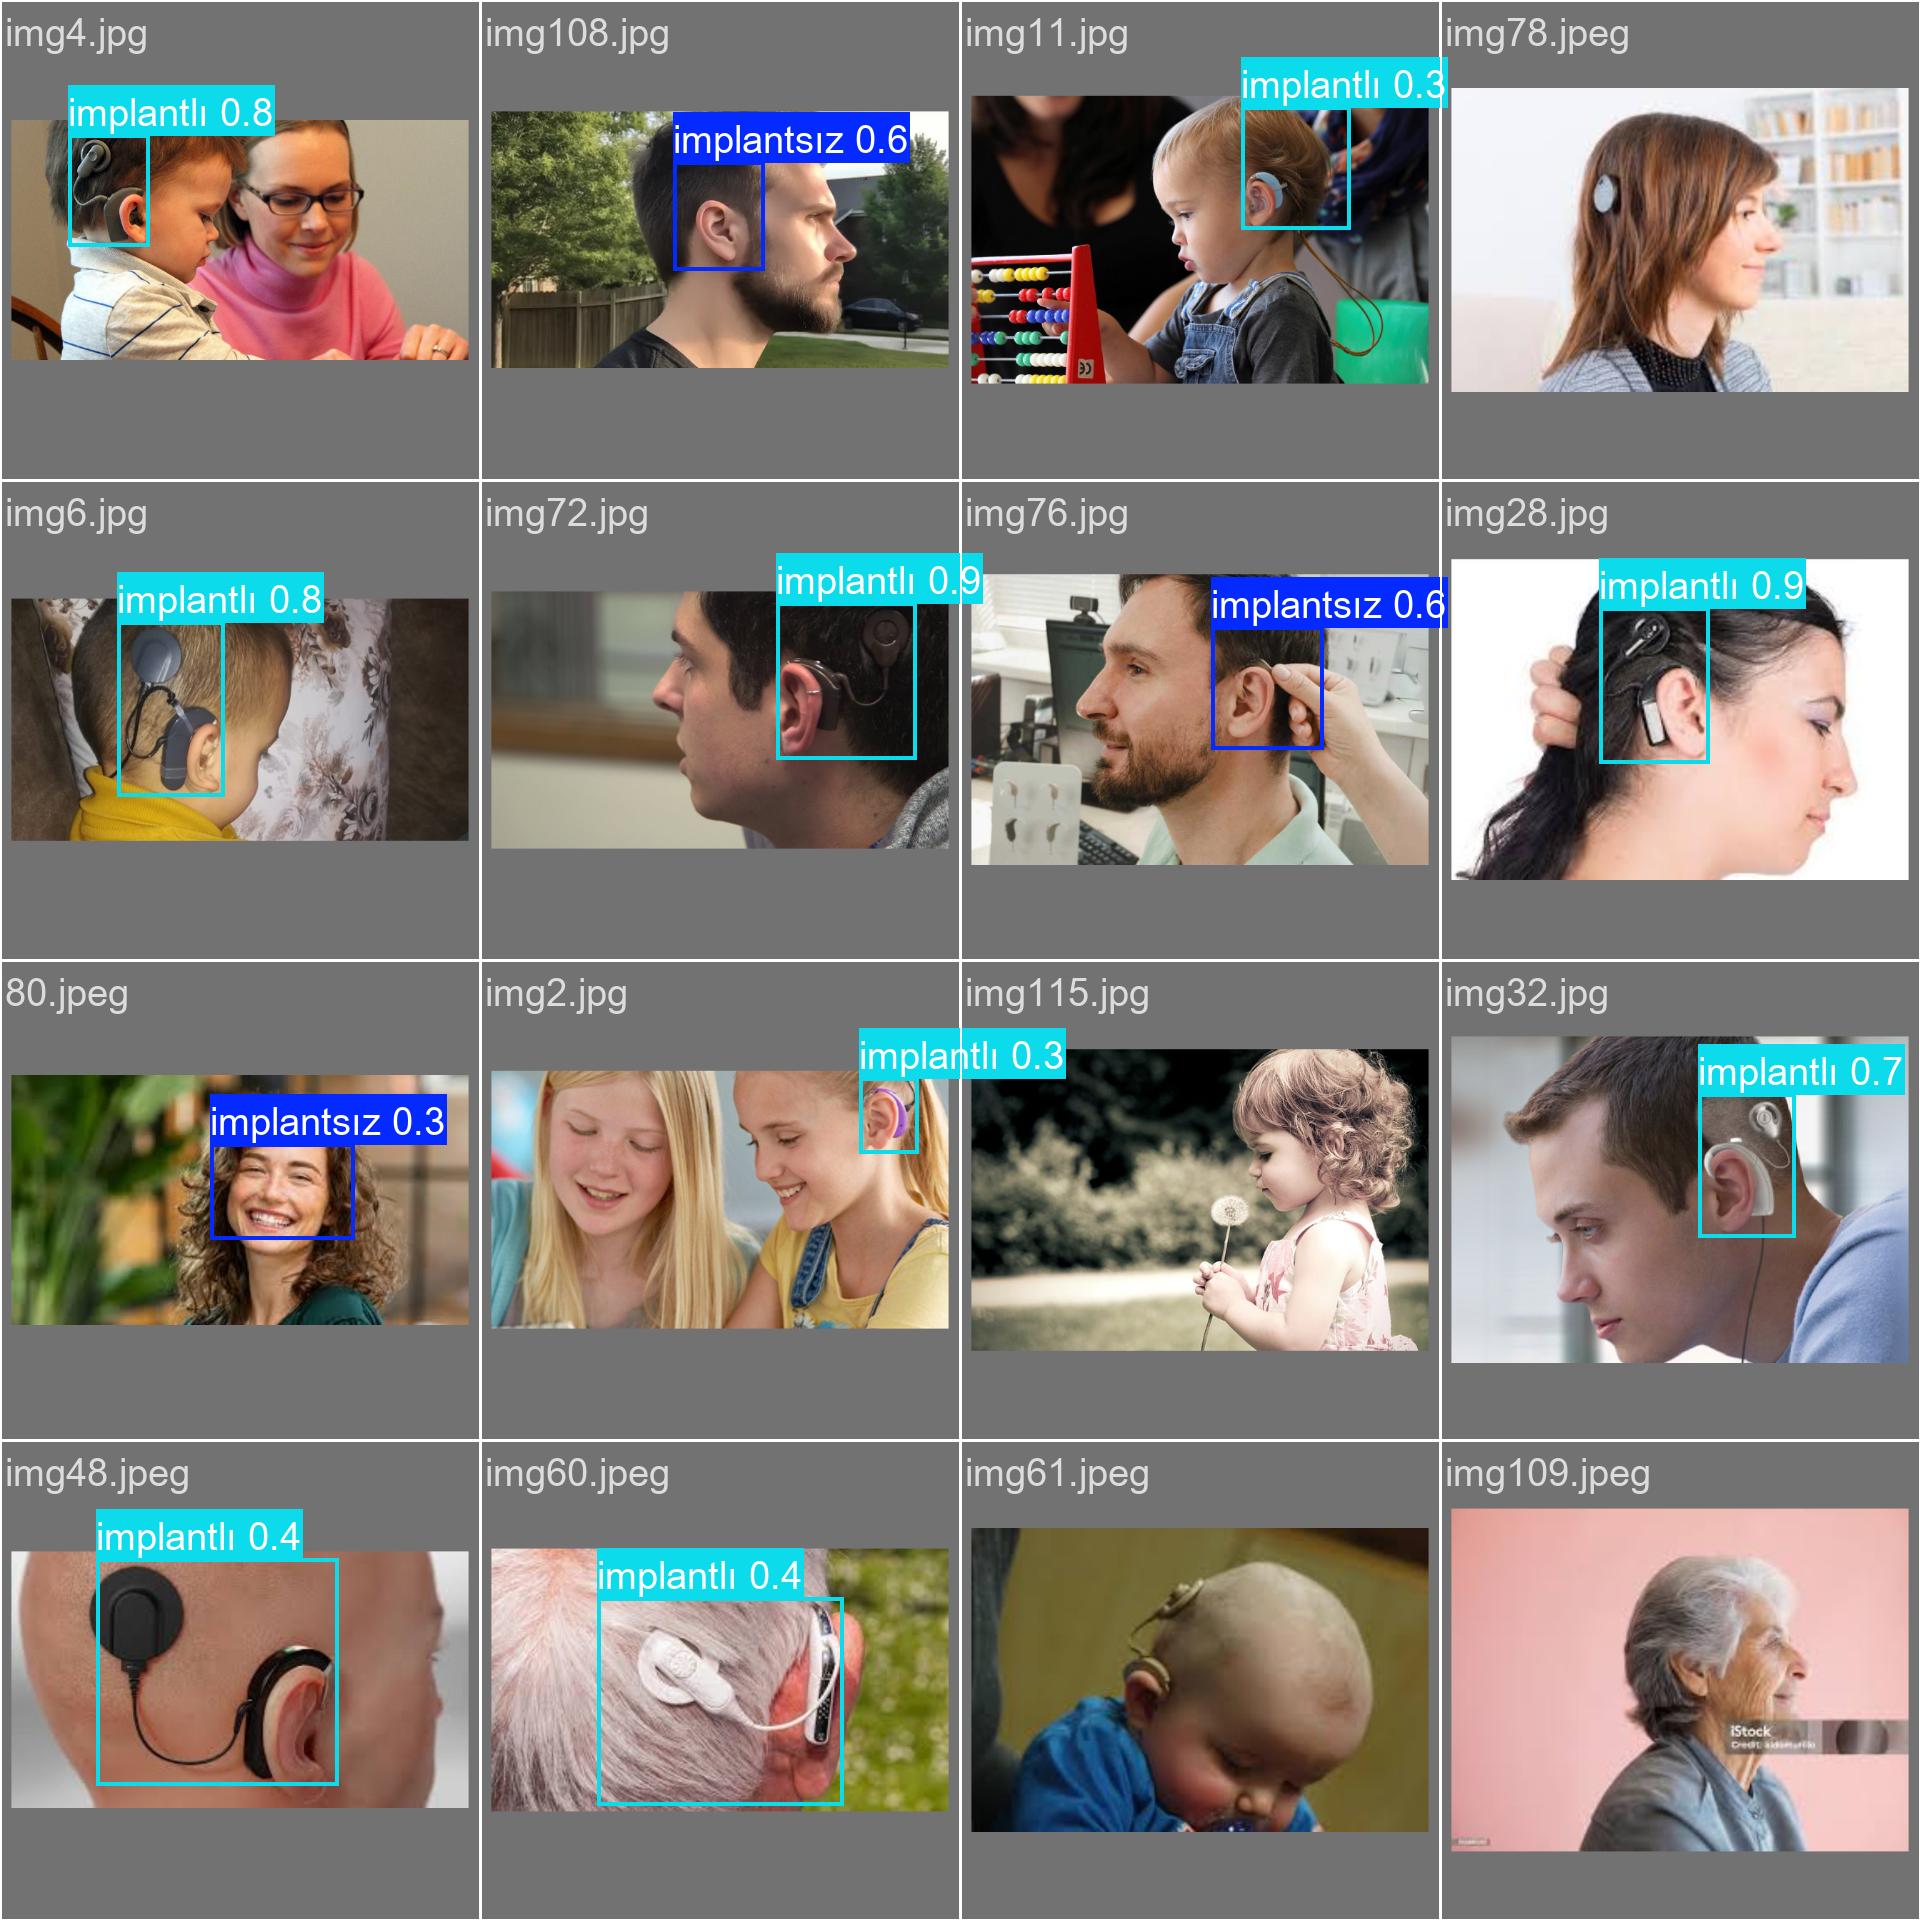 img4.jpg
implantlı 0.8
img108.jpg
implantsız 0.6
img11.jpg
implantlı 0.3
CE
img78.jpeg
img6.jpg
implantlı 0.8
img72.jpg
implantlı 0.9
img76.jpg
implantsız 0.6
img28.jpg
implantlı 0.9
80.jpeg
implantsız 0.3
img2.jpg
implantlı 0.3
img115.jpg
img32.jpg
implantlı 0.7
img48.jpeg
implantlı 0.4
img60.jpeg
implantlı 0.4
img61.jpeg
img109.jpeg
iStock
Credit: aldomurillo